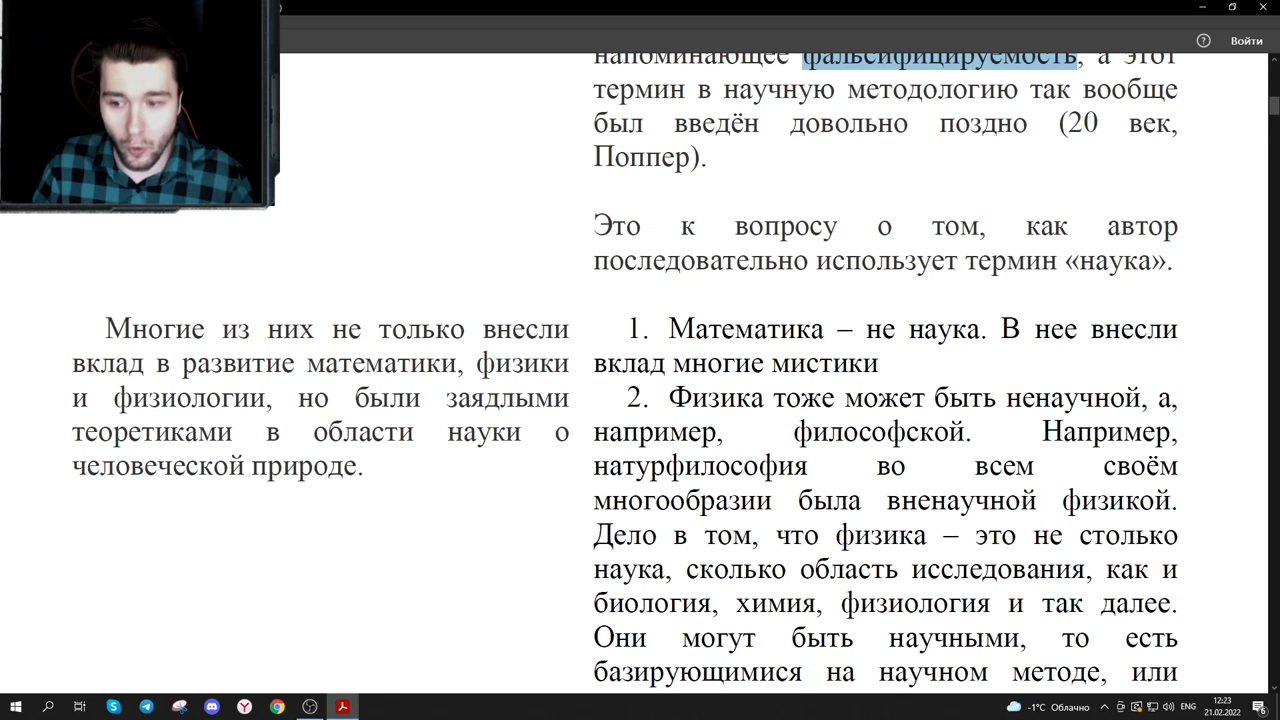 Войти
напоминающее фальсифицируемость, а этот
термин в научную методологию так вообще
был введён довольно поздно (20 век,
Поппер).
Это к вопросу о том, как автор
последовательно использует термин «наука».
Многие из них не только внесли
вклад в развитие математики, физики
и физиологии, но были заядлыми
теоретиками в области науки о
человеческой природе.
1. Математика – не наука. В нее внесли
вклад многие мистики
2. Физика тоже может быть ненаучной, а,
например, философской. Например,
натурфилософия во всем своём
многообразии была вненаучной физикой.
Дело в том, что физика – это не столько
наука, сколько область исследования, как и
биология, химия, физиология и так далее.
Они могут быть научными, то есть
базирующимися на научном методе, или
-1°C Облачно
ENG
12:23
21.02.2022
6